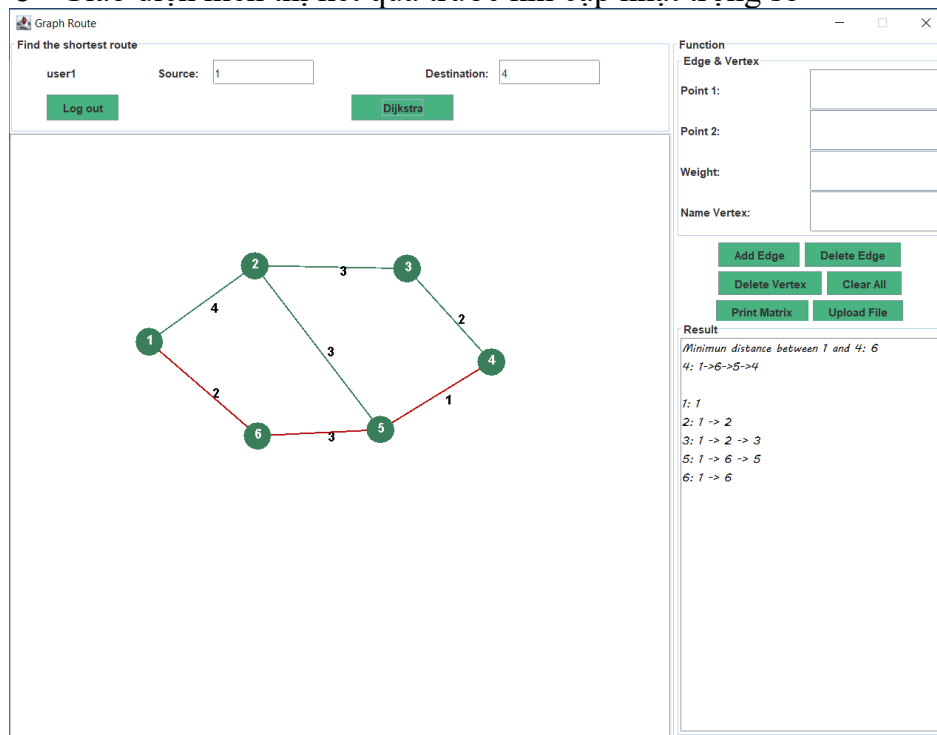 Graph Route
Find the shortest route
user1
Source: 1
Destination: 4
Log out
Dijkstra
Function
Edge & Vertex
Point 1:
Point 2:
Weight:
Name Vertex:
Add Edge
Delete Edge
Delete Vertex
Clear All
Print Matrix
Upload File
Result
Minimun distance between 1 and 4: 6
4: 1->6->5->4
1: 1
2: 1 -> 2
3: 1 -> 2 -> 3
5: 1 -> 6 -> 5
6: 1 -> 6
2
3
3
4
2
1
3
4
2
1
5
6
3